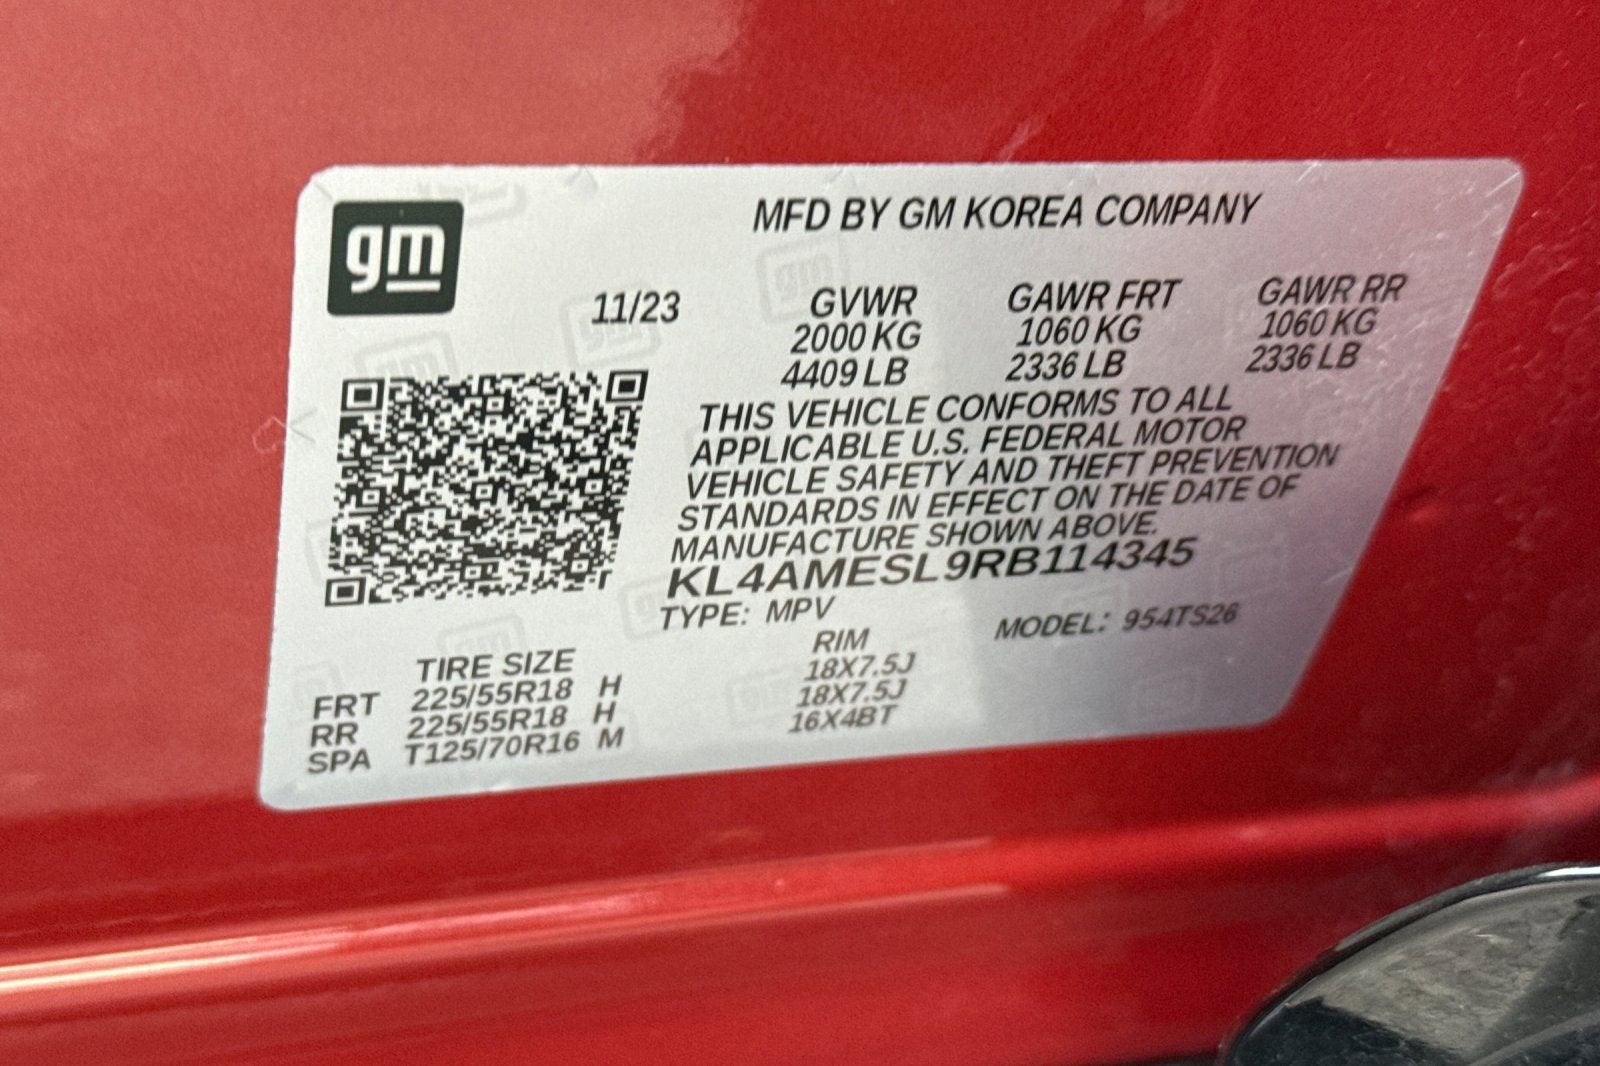 gm
MFD BY GM KOREA COMPANY
11/23 GVWR GAWR FRT GAWR RR
2000 KG 1060 KG 1060 KG
4409 LB 2336 LB 2336 LB
THIS VEHICLE CONFORMS TO ALL
APPLICABLE U.S. FEDERAL MOTOR
VEHICLE SAFETY AND THEFT PREVENTION
STANDARDS IN EFFECT ON THE DATE OF
MANUFACTURE SHOWN ABOVE.
KL4AMESL9RB114345
TYPE: MPV MODEL: 954TS26
TIRE SIZE RIM
FRT 225/55R18 H 18X7.5J
RR 225/55R18 H 18X7.5J
SPA T125/70R16 M 16X4BT